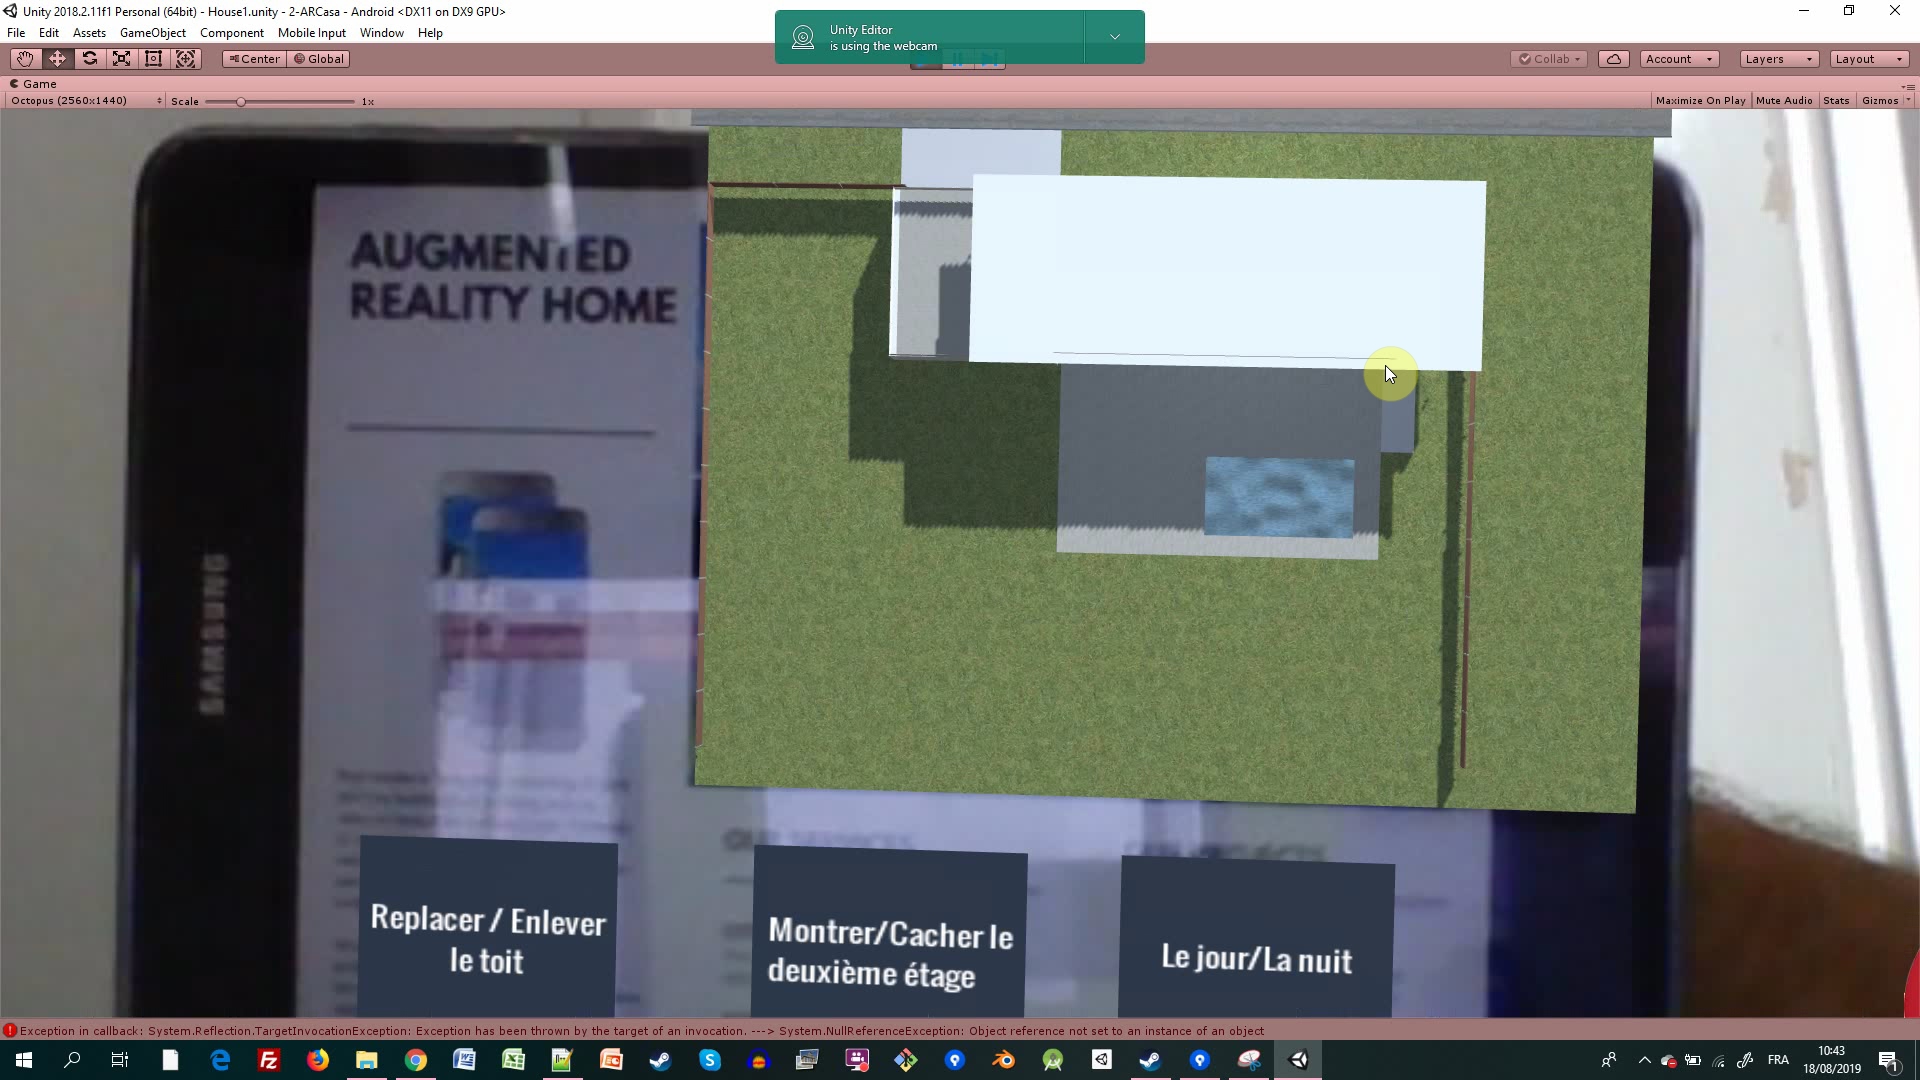 Unity 2018.2.11f1 Personal (64bit) - House1.unity - 2-ARCasa - Android <DX11 on DX9 GPU>
File Edit Assets GameObject Component Mobile Input Window Help
Unity Editor
is using the webcam
Center Global
Collab Account Layers Layout
Game
Octopus (2560x1440) Scale 1x
Maximize On Play Mute Audio Stats Gizmos
AUGMENTED
REALITY HOME
SAMSUNG
Replacer / Enlever
le toit
Montrer/Cacher le
deuxième étage
Le jour/La nuit
Exception in callback: System.Reflection.TargetInvocationException: Exception has been thrown by the target of an invocation. ---> System.NullReferenceException: Object reference not set to an instance of an object
FRA
10:43
18/08/2019
1